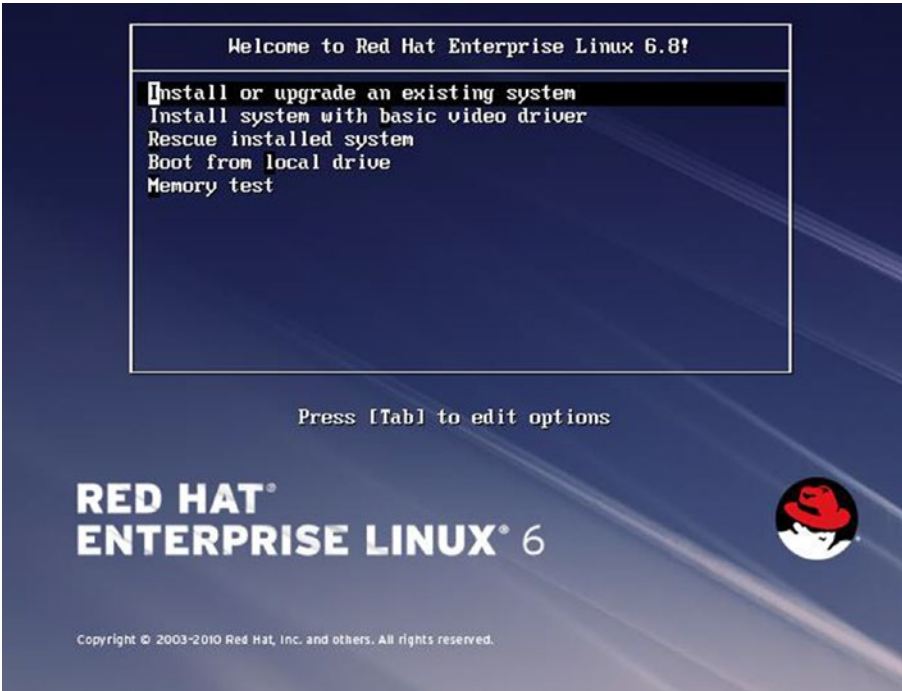 Welcome to Red Hat Enterprise Linux 6.8!
Install or upgrade an existing system
Install system with basic video driver
Rescue installed system
Boot from local drive
Memory test
Press [Tab] to edit options
RED HAT®
ENTERPRISE LINUX® 6
Copyright © 2003-2010 Red Hat, Inc. and others. All rights reserved.